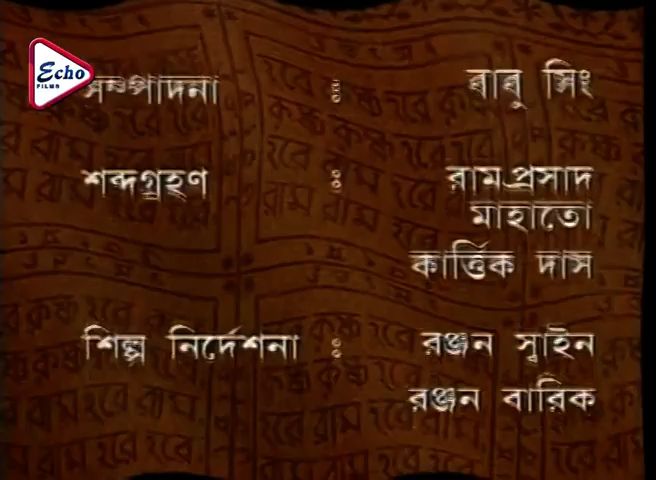 Echo
FILMS
সম্পাদনা : বাবু সিং
শব্দগ্রহণ : রামপ্রসাদ
মাহাতো
কার্ত্তিক দাস
শিল্প নির্দেশনা : রঞ্জন স্বাইন
রঞ্জন বারিক